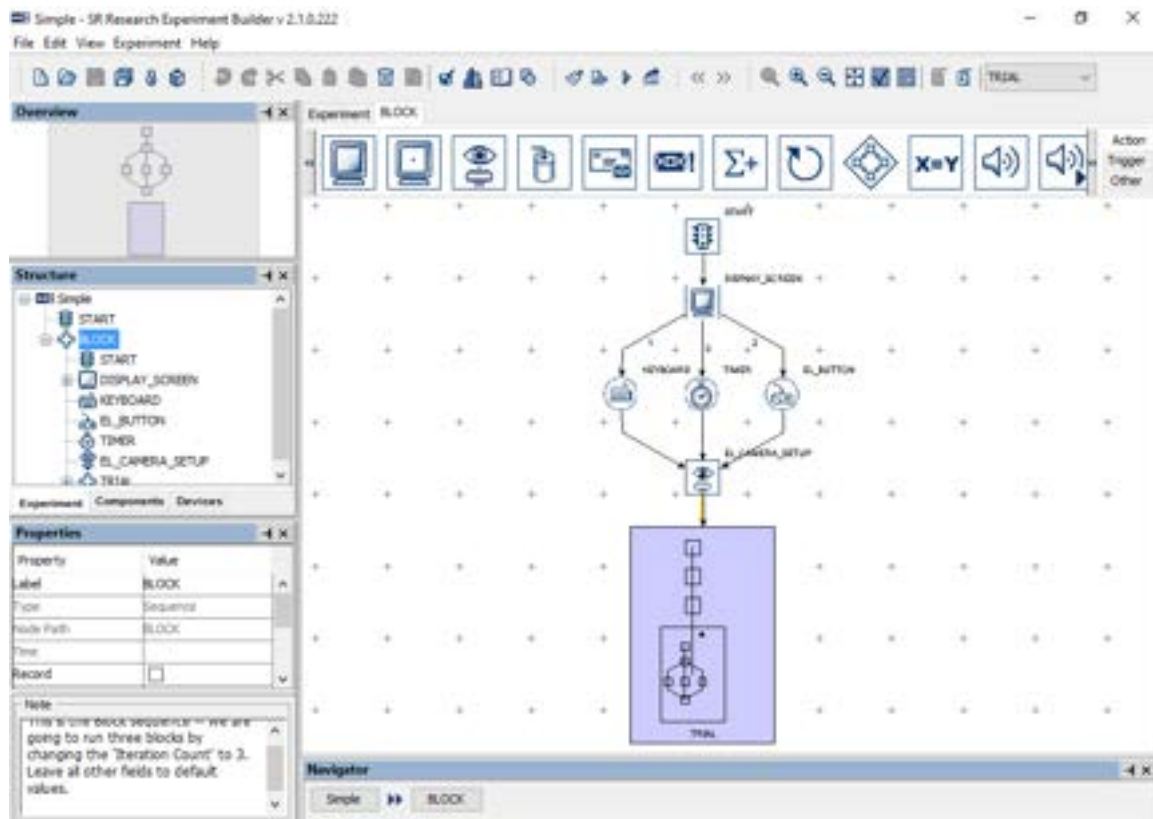 Simple - SR Research Experiment Builder v 2.1.0.222
File Edit View Experiment Help
TRIAL
Overview
Experiment BLOCK
X=Y
Action
Trigger
Other
START
DISPLAY_SCREEN
1
2
KEYBOARD TIMER EL_BUTTON
EL_CAMERA_SETUP
TRIAL
Structure
Simple
START
BLOCK
START
DISPLAY_SCREEN
KEYBOARD
EL_BUTTON
TIMER
EL_CAMERA_SETUP
TRIAL
Experiment Components Devices
Properties
Property Value
Label BLOCK
Type Sequence
Node Path BLOCK
Time
Record
Note
This is the Block Sequence -- We are
going to run three blocks by
changing the 'Iteration Count' to 3.
Leave all other fields to default
values.
Navigator
Simple BLOCK